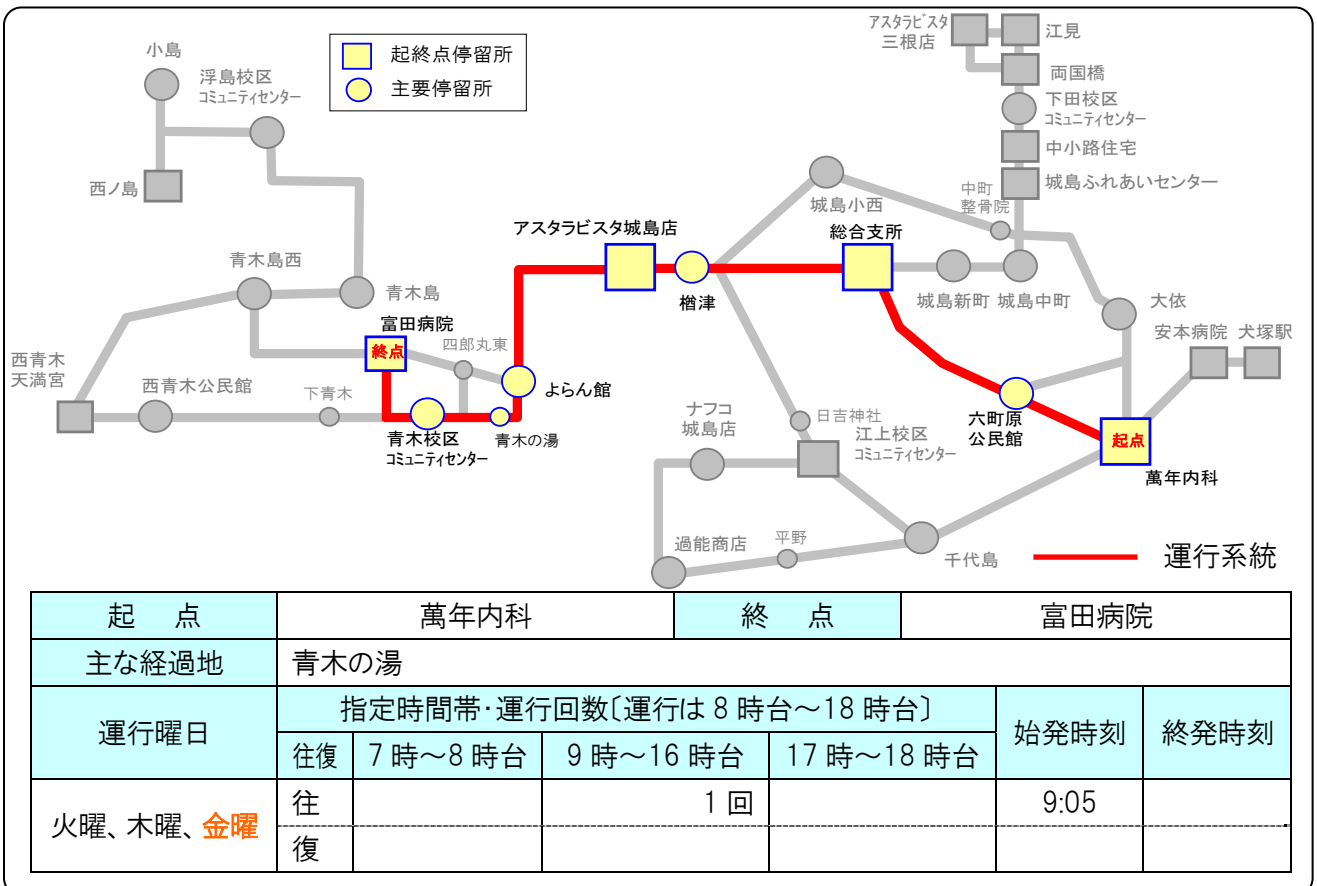 アスタラビスタ
三根店
江見
両国橋
下田校区
コミュニティセンター
中小路住宅
城島ふれあいセンター
小島
浮島校区
コミュニティセンター
西ノ島
起終点停留所
主要停留所
城島小西
中町
整骨院
アスタラビスタ城島店
総合支所
楢津
城島新町
城島中町
大依
安本病院
犬塚駅
青木島西
青木島
富田病院
終点
四郎丸東
よらん館
西青木
天満宮
西青木公民館
下青木
青木校区
コミュニティセンター
青木の湯
ナフコ
城島店
日吉神社
江上校区
コミュニティセンター
六町原
公民館
起点
萬年内科
過能商店
平野
千代島
運行系統
起 点 萬年内科 終 点 富田病院
主な経過地 青木の湯
運行曜日 指定時間帯・運行回数〔運行は8時台～18時台〕 始発時刻 終発時刻
往復 7時～8時台 9時～16時台 17時～18時台
火曜、木曜、金曜
往 1回 9:05
復